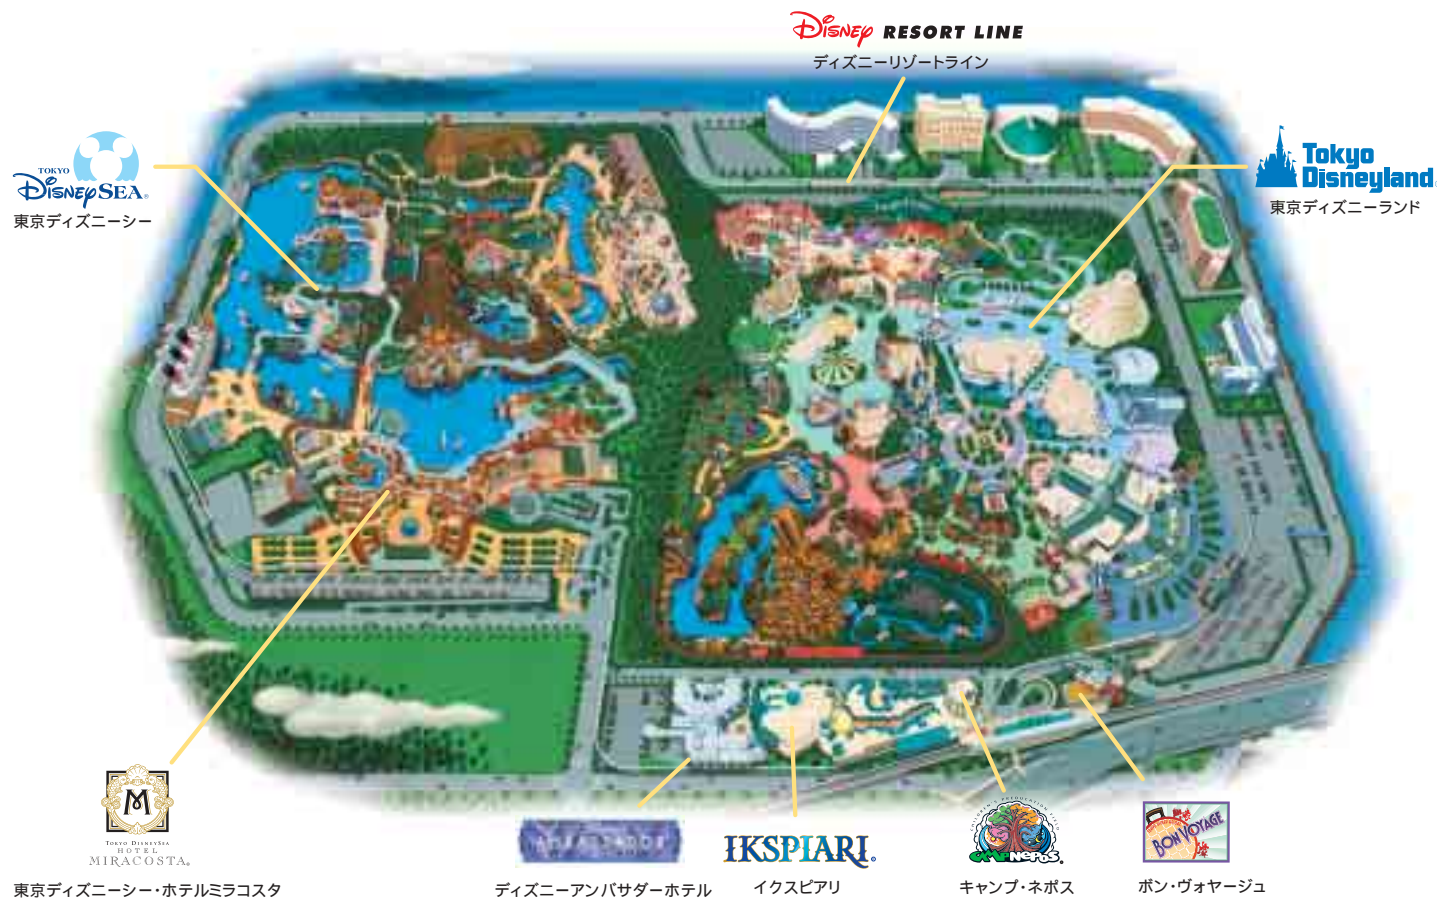 Disney RESORT LINE
ディズニーリゾートライン
TOKYO
DISNEYSEA®
東京ディズニーシー
Tokyo
Disneyland
東京ディズニーランド
M
TOKYO DISNEYSEA
HOTEL
MIRACOSTA®
東京ディズニーシー・ホテルミラコスタ
AMBASSADOR
ディズニーアンバサダーホテル
IKSPIARI®
イクスピアリ
CHILDREN'S PREDUCATION FIELD
CAMP NEPOS®
キャンプ・ネポス
BON VOYAGE
ボン・ヴォヤージュ